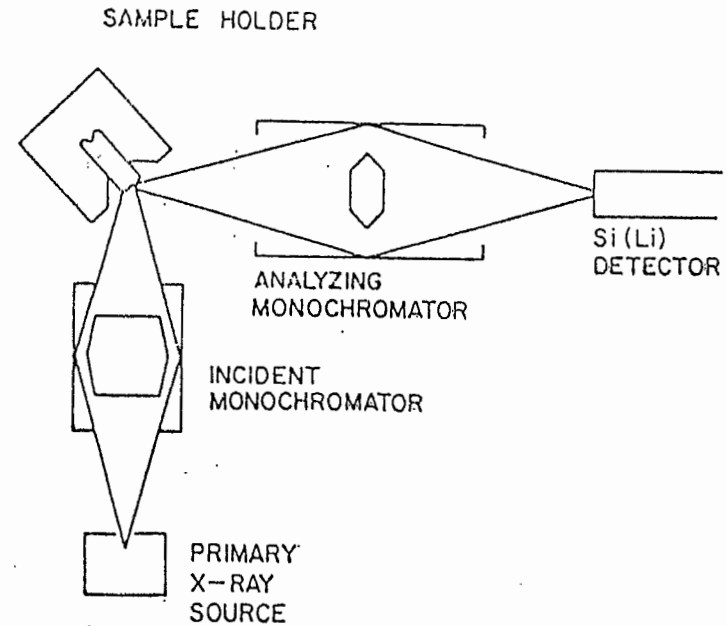 SAMPLE HOLDER
Si(Li)
DETECTOR
ANALYZING
MONOCHROMATOR
INCIDENT
MONOCHROMATOR
PRIMARY
X-RAY
SOURCE